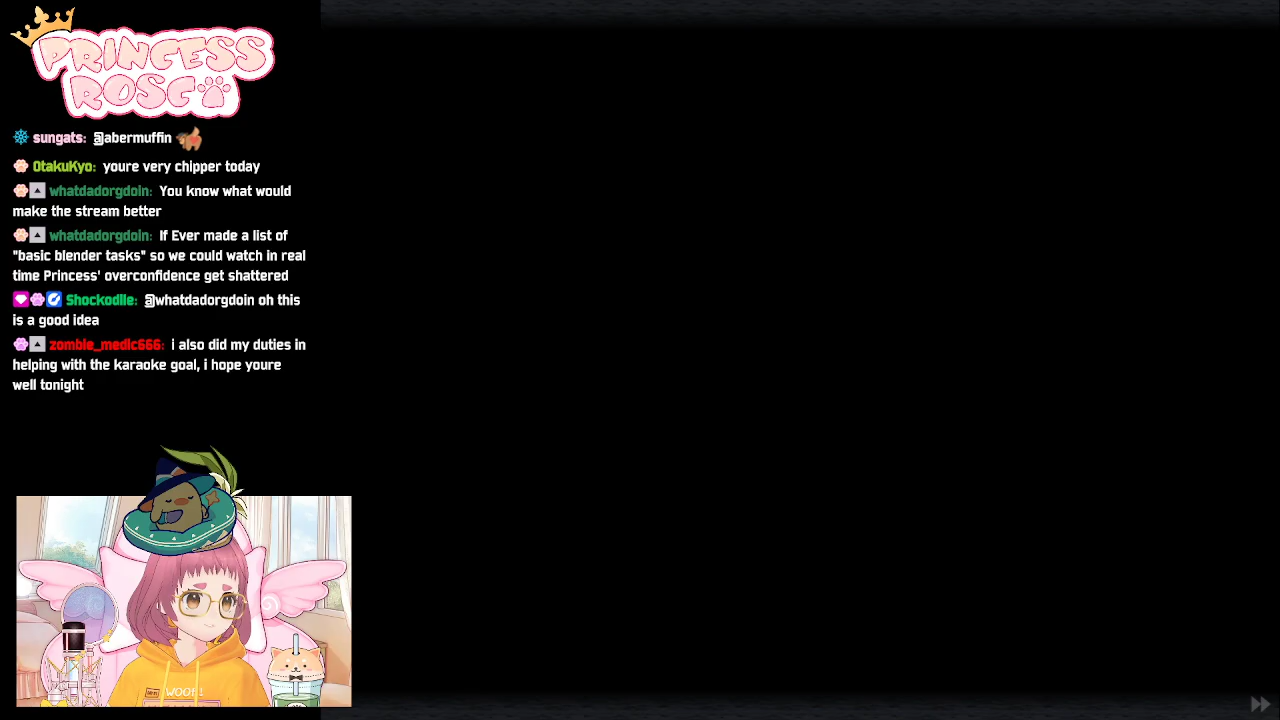 PRINCESS
ROSE
sungats: @abermuffin
OtakuKyo: youre very chipper today
whatdadorgdoin: You know what would
make the stream better
whatdadorgdoin: If Ever made a list of
"basic blender tasks" so we could watch in real
time Princess' overconfidence get shattered
Shockodile: @whatdadorgdoin oh this
is a good idea
zombie_medic666: i also did my duties in
helping with the karaoke goal, i hope youre
well tonight
WOOF!